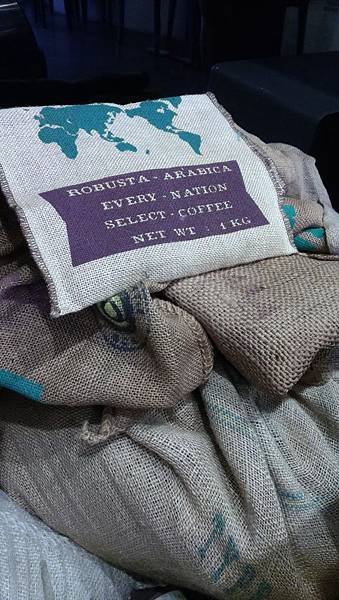 ROBUSTA - ARABICA
EVERY - NATION
SELECT - COFFEE
NET WT : 1 KG